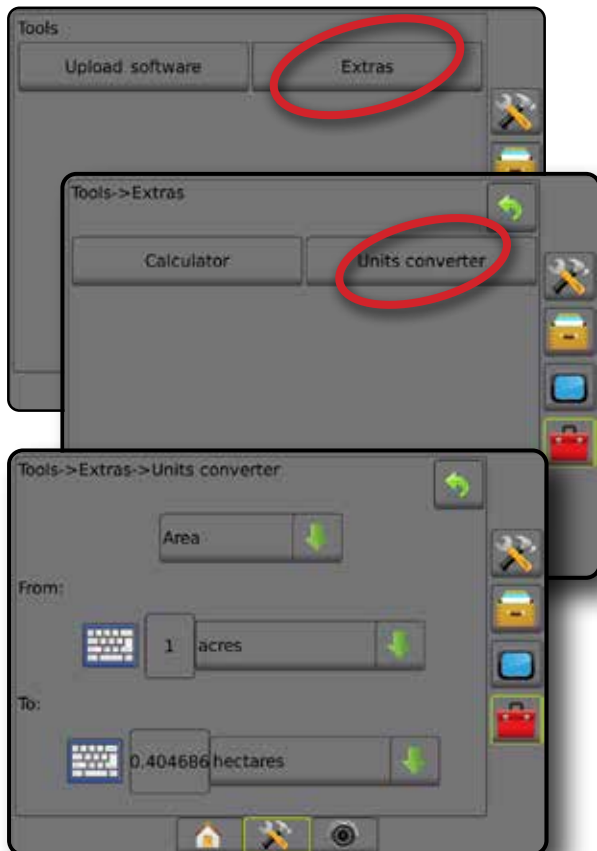 Tools
Upload software Extras
Tools->Extras
Calculator Units converter
Tools->Extras->Units converter
Area
From:
1 acres
To:
0.404686 hectares